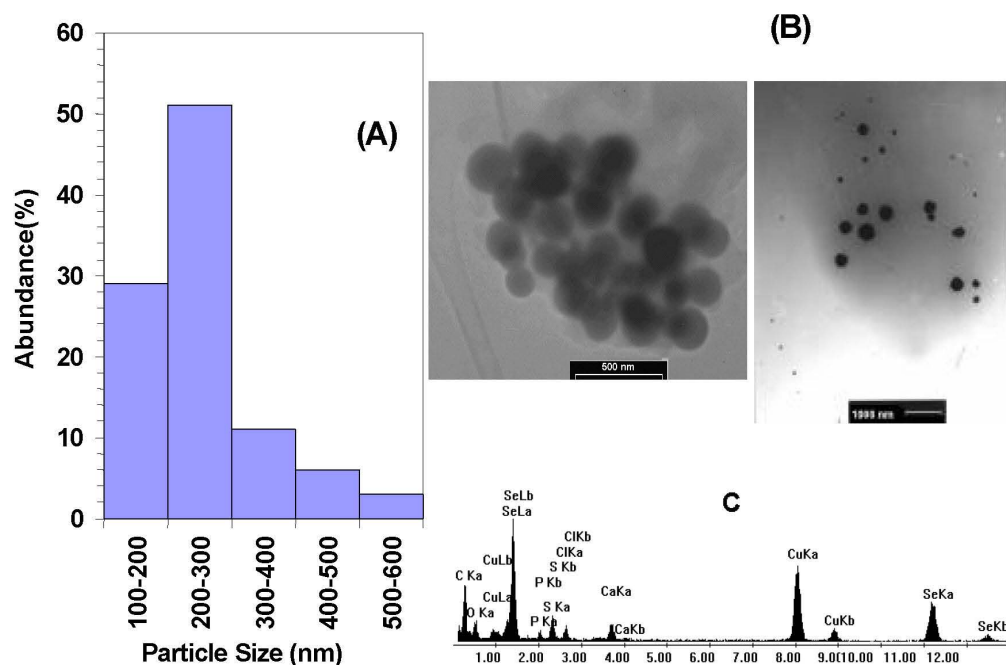 (A)
60
50
40
30
20
10
0
Abundance(%)
100-200
200-300
300-400
400-500
500-600
Particle Size (nm)
(B)
500 nm
C
SeLb
SeLa
CuLb
C Ka
CuLa
O Ka
ClKb
ClKa
S Kb
P Kb
S Ka
P Kb
CaKa
CaKb
CuKa
CuKb
SeKa
SeKb
1.00 2.00 3.00 4.00 5.00 6.00 7.00 8.00 9.00 10.00 11.00 12.00 13.00